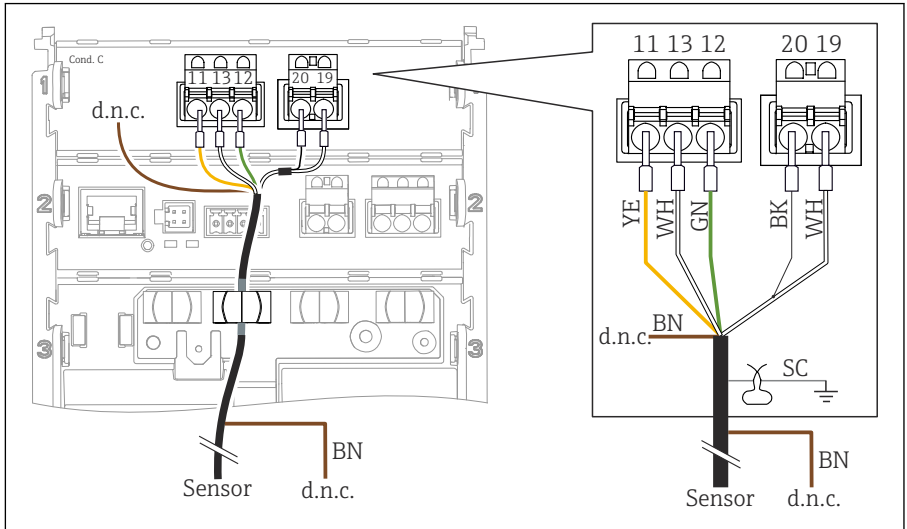 Cond. C
1
11 13 12
20 19
d.n.c.
2
2
3
3
BN
Sensor
d.n.c.
11 13 12
20 19
YE
WH
GN
BK
WH
BN
d.n.c.
SC
BN
Sensor
d.n.c.